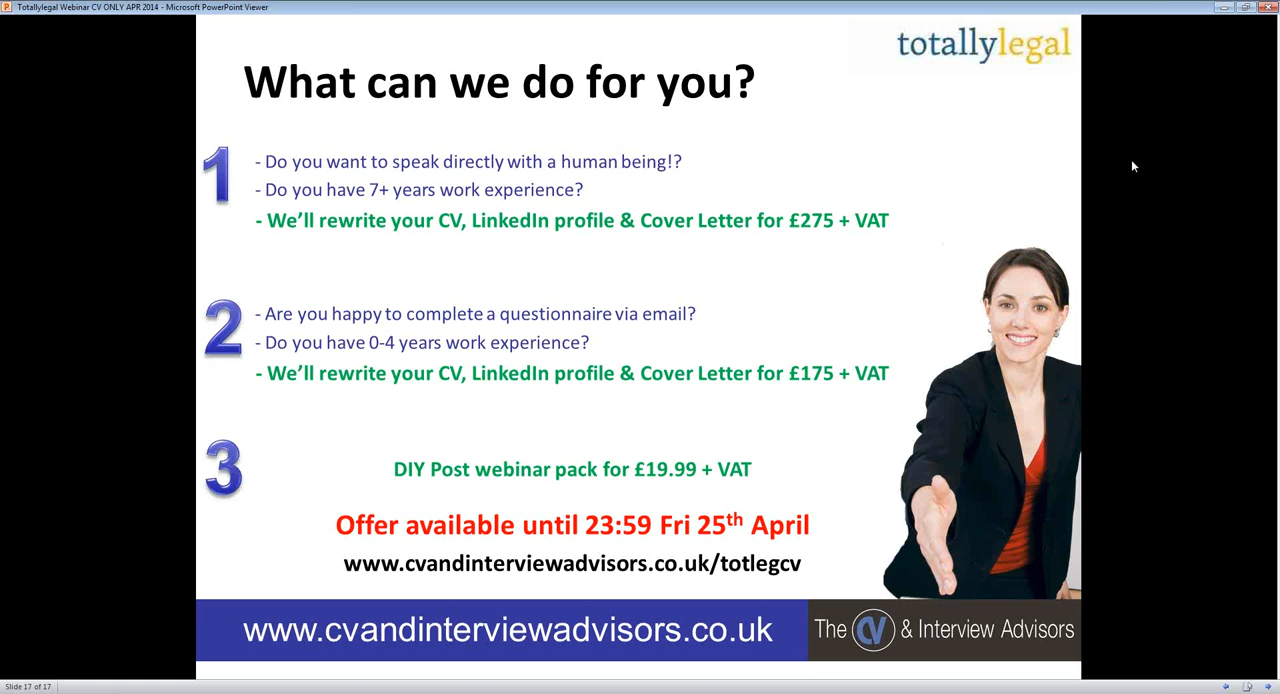 Totallylegal Webinar CV ONLY APR 2014 - Microsoft PowerPoint Viewer
totallylegal
What can we do for you?
1
- Do you want to speak directly with a human being!?
- Do you have 7+ years work experience?
- We’ll rewrite your CV, LinkedIn profile & Cover Letter for £275 + VAT
2
- Are you happy to complete a questionnaire via email?
- Do you have 0-4 years work experience?
- We’ll rewrite your CV, LinkedIn profile & Cover Letter for £175 + VAT
3
DIY Post webinar pack for £19.99 + VAT
Offer available until 23:59 Fri 25th April
www.cvandinterviewadvisors.co.uk/totlegcv
www.cvandinterviewadvisors.co.uk
The CV & Interview Advisors
Slide 17 of 17